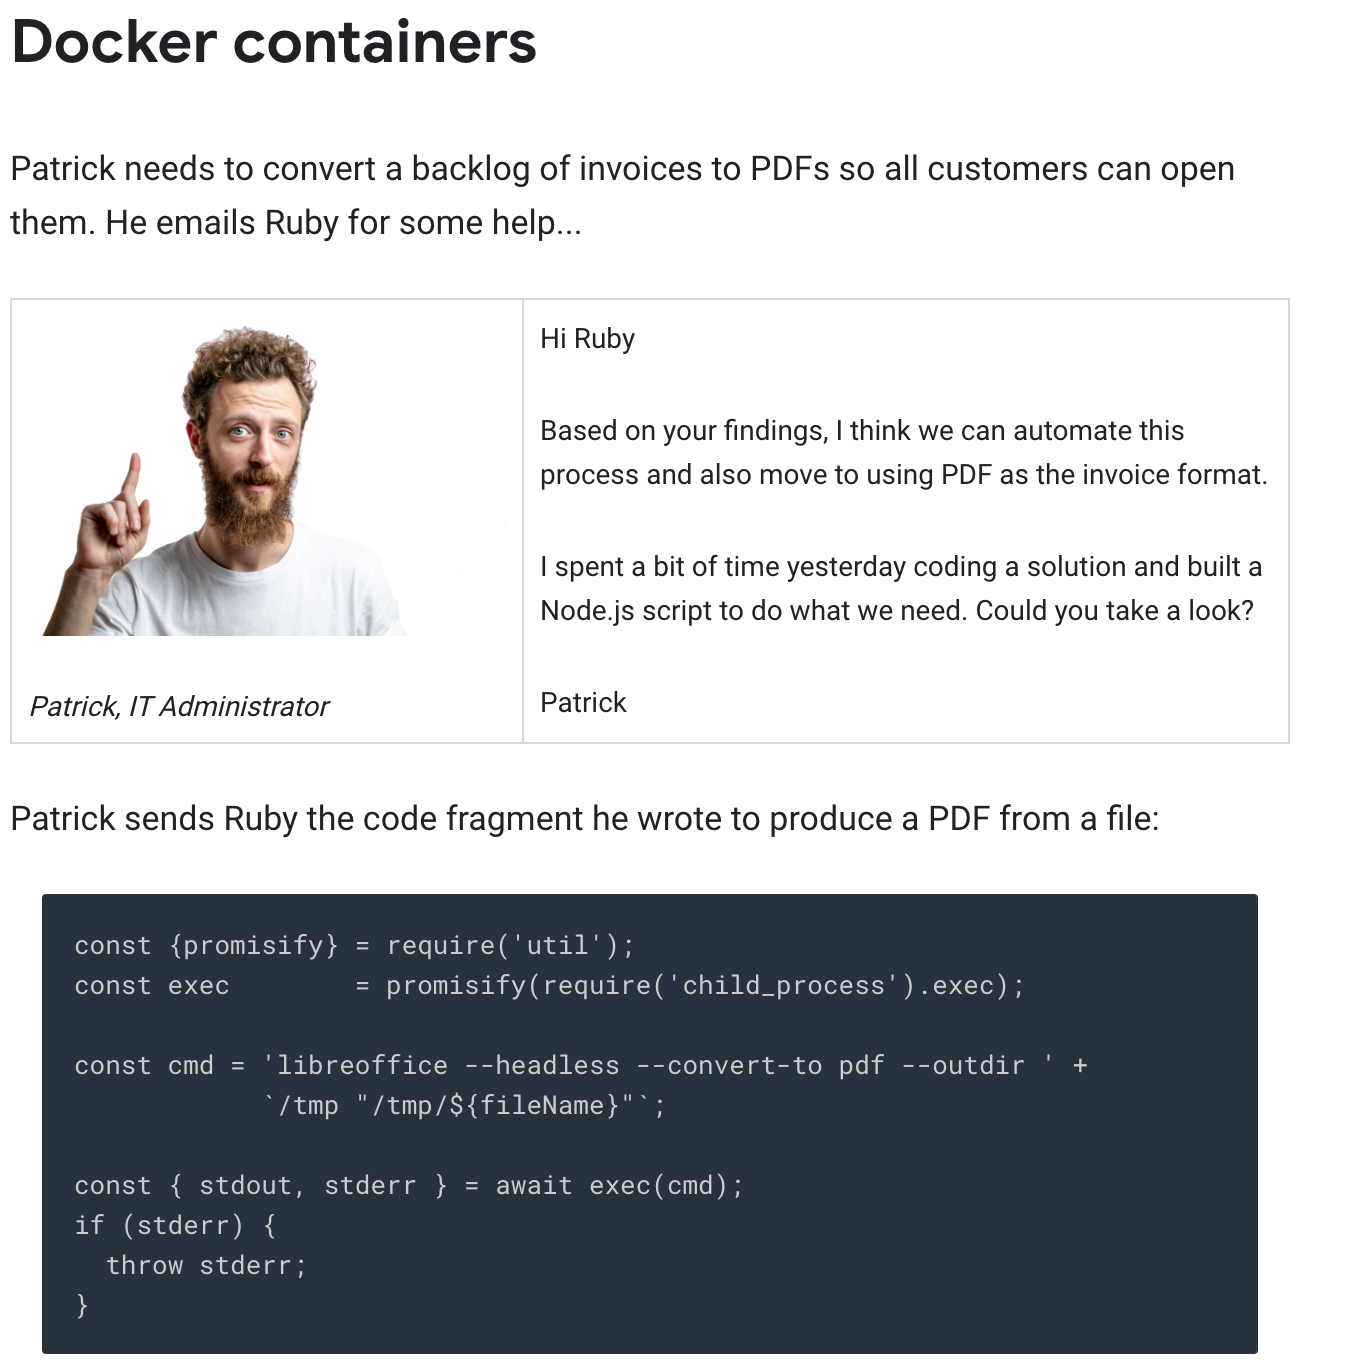 Docker containers
Patrick needs to convert a backlog of invoices to PDFs so all customers can open
them. He emails Ruby for some help...
Patrick, IT Administrator
Hi Ruby
Based on your findings, I think we can automate this
process and also move to using PDF as the invoice format.
I spent a bit of time yesterday coding a solution and built a
Node.js script to do what we need. Could you take a look?
Patrick
Patrick sends Ruby the code fragment he wrote to produce a PDF from a file:
const {promisify} = require('util');
const exec        = promisify(require('child_process').exec);
const cmd = 'libreoffice --headless --convert-to pdf --outdir ' +
            `/tmp "/tmp/${fileName}"`;
const { stdout, stderr } = await exec(cmd);
if (stderr) {
  throw stderr;
}